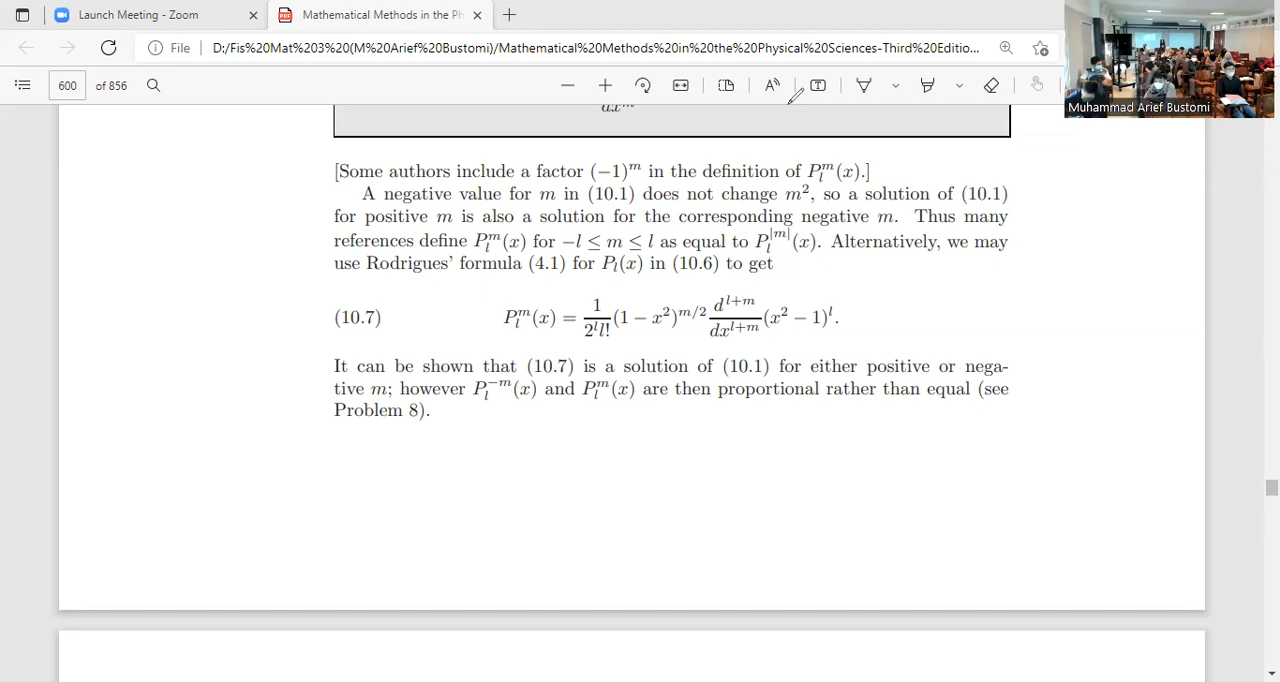 Launch Meeting - Zoom
Mathematical Methods in the Ph
File D:/Fis%20Mat%203%20(M%20Arief%20Bustomi)/Mathematical%20Methods%20in%20the%20Physical%20Sciences-Third%20Editio...
600 of 856
Muhammad Arief Bustomi
[Some authors include a factor (−1)^m in the definition of P_l^m(x).]
A negative value for m in (10.1) does not change m², so a solution of (10.1)
for positive m is also a solution for the corresponding negative m. Thus many
references define P_l^m(x) for −l ≤ m ≤ l as equal to P_l^{|m|}(x). Alternatively, we may
use Rodrigues' formula (4.1) for P_l(x) in (10.6) to get
(10.7) P_l^m(x) = \frac{1}{2^l l!}(1 − x²)^{m/2} \frac{d^{l+m}}{dx^{l+m}}(x² − 1)^l.
It can be shown that (10.7) is a solution of (10.1) for either positive or nega-
tive m; however P_l^{−m}(x) and P_l^m(x) are then proportional rather than equal (see
Problem 8).